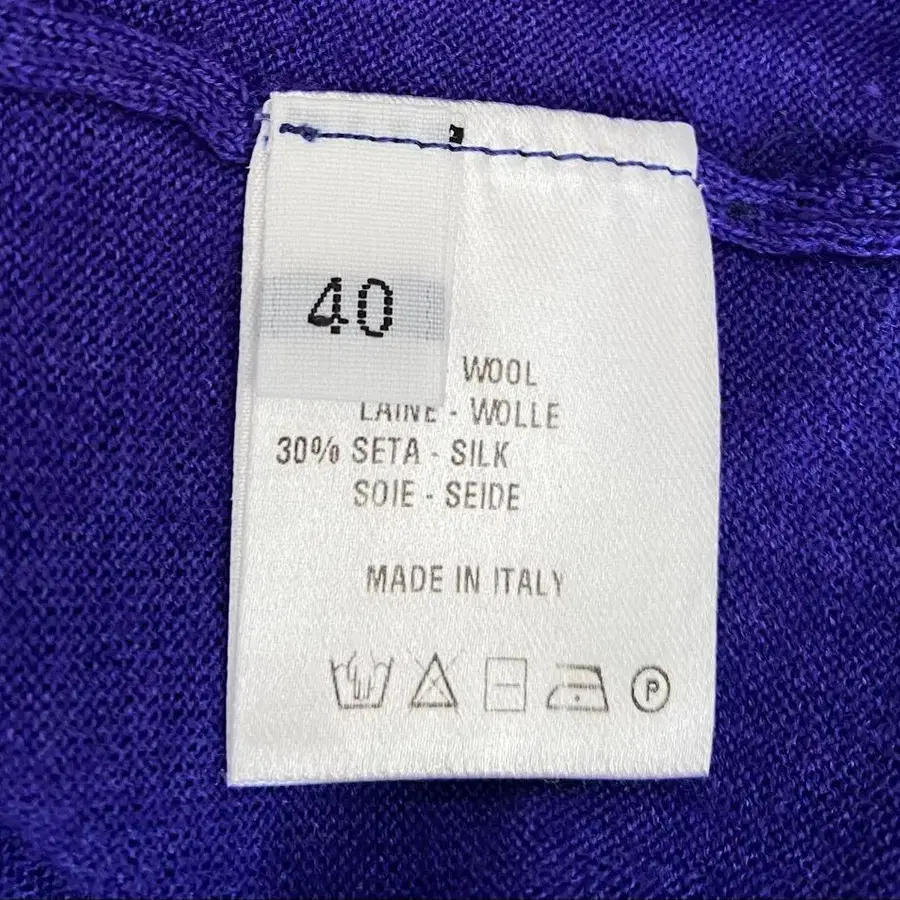 40
WOOL
LAINE - WOLLE
30% SETA - SILK
SOIE - SEIDE
MADE IN ITALY
P